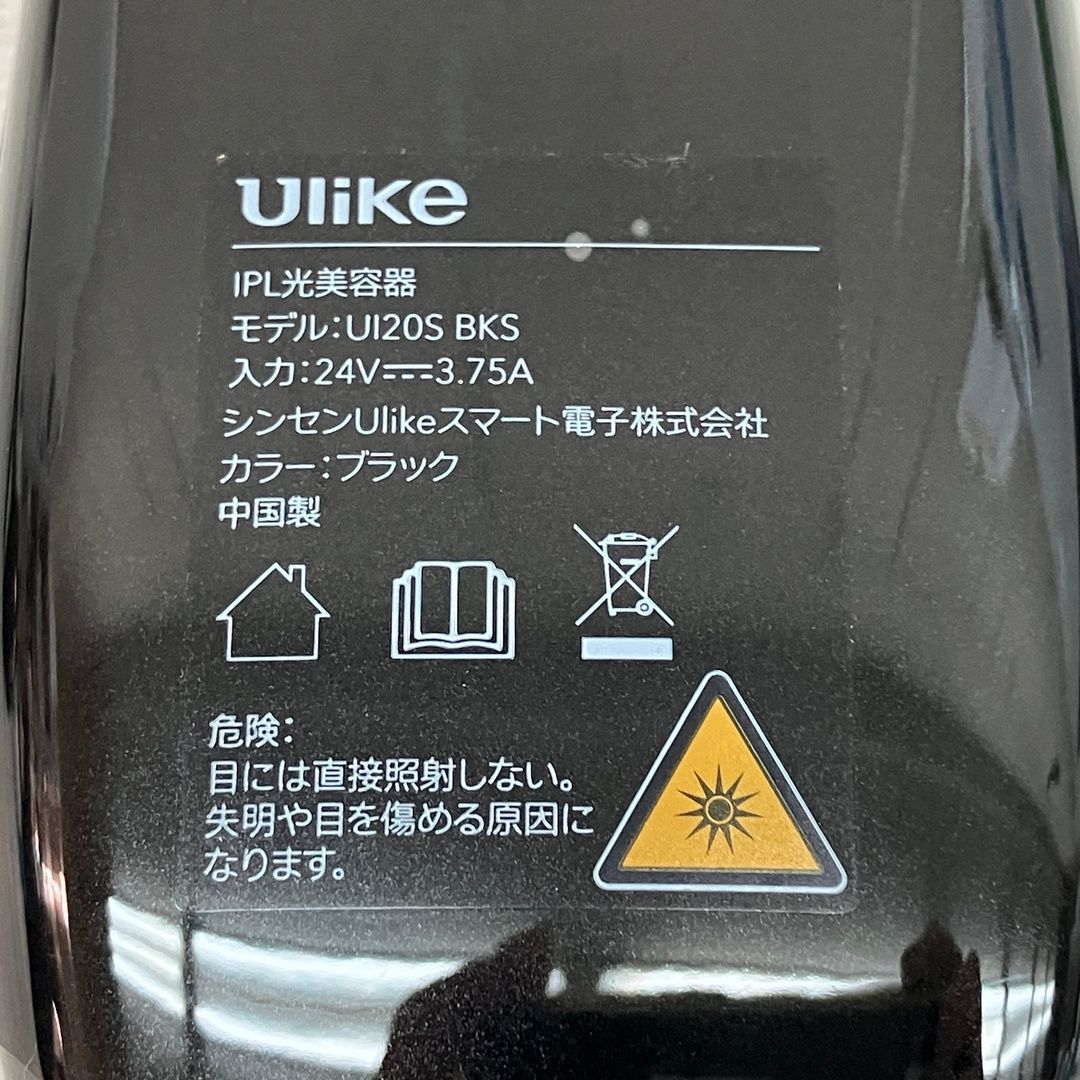 Ulike
IPL光美容器
モデル:UI20S BKS
入力:24V⎓3.75A
シンセンUlikeスマート電子株式会社
カラー:ブラック
中国製
危険:
目には直接照射しない。
失明や目を傷める原因に
なります。